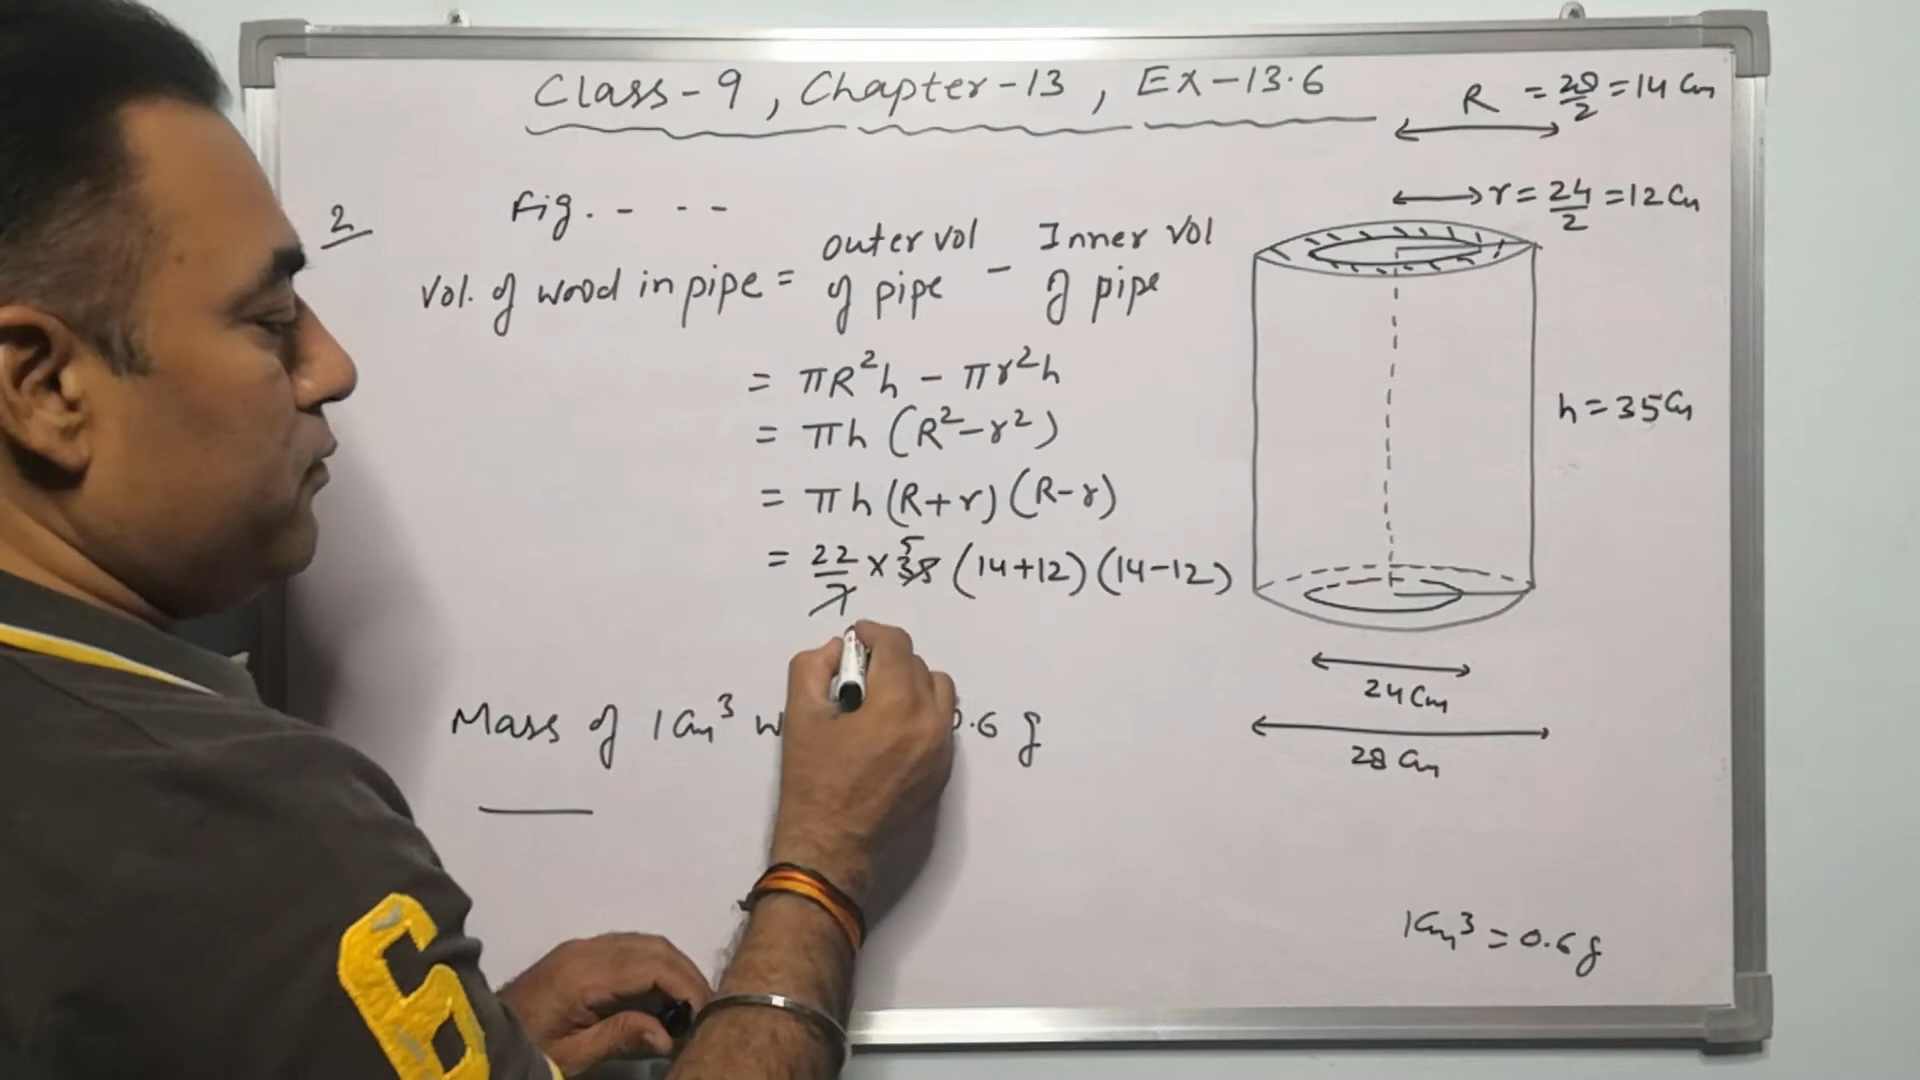 Class-9, Chapter-13, Ex-13.6
R = 28/2 = 14 Cm
r = 24/2 = 12 Cm
2
Fig. - - -
Vol. of wood in pipe = outer vol of pipe - Inner vol of pipe
= πR²h - πr²h
= πh (R²-r²)
= πh (R+r) (R-r)
= 22/7 × 35 5 (14+12) (14-12)
h = 35 Cm
24 Cm
28 Cm
Mass of 1 Cm³ 0.6 g
1 Cm³ = 0.6 g
6